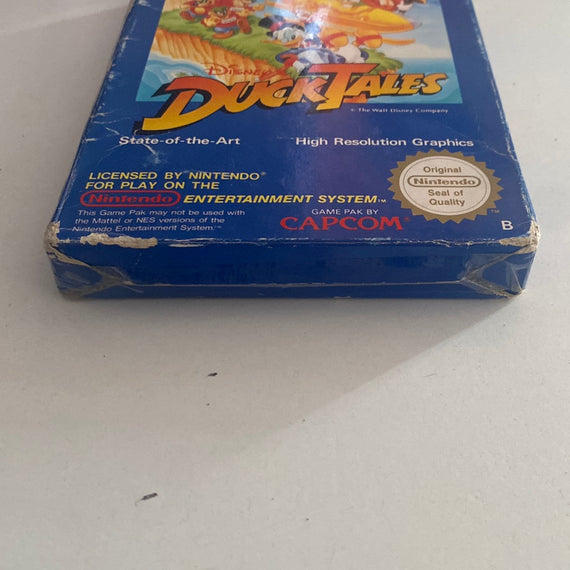 Disney
DUCKTALES
© The Walt Disney Company
State-of-the-Art
High Resolution Graphics
LICENSED BY NINTENDO®
FOR PLAY ON THE
Nintendo ENTERTAINMENT SYSTEM™
This Game Pak may not be used with
the Mattel or NES versions of the
Nintendo Entertainment System.™
GAME PAK BY
CAPCOM®
Original
Nintendo
Seal of
Quality
™
B